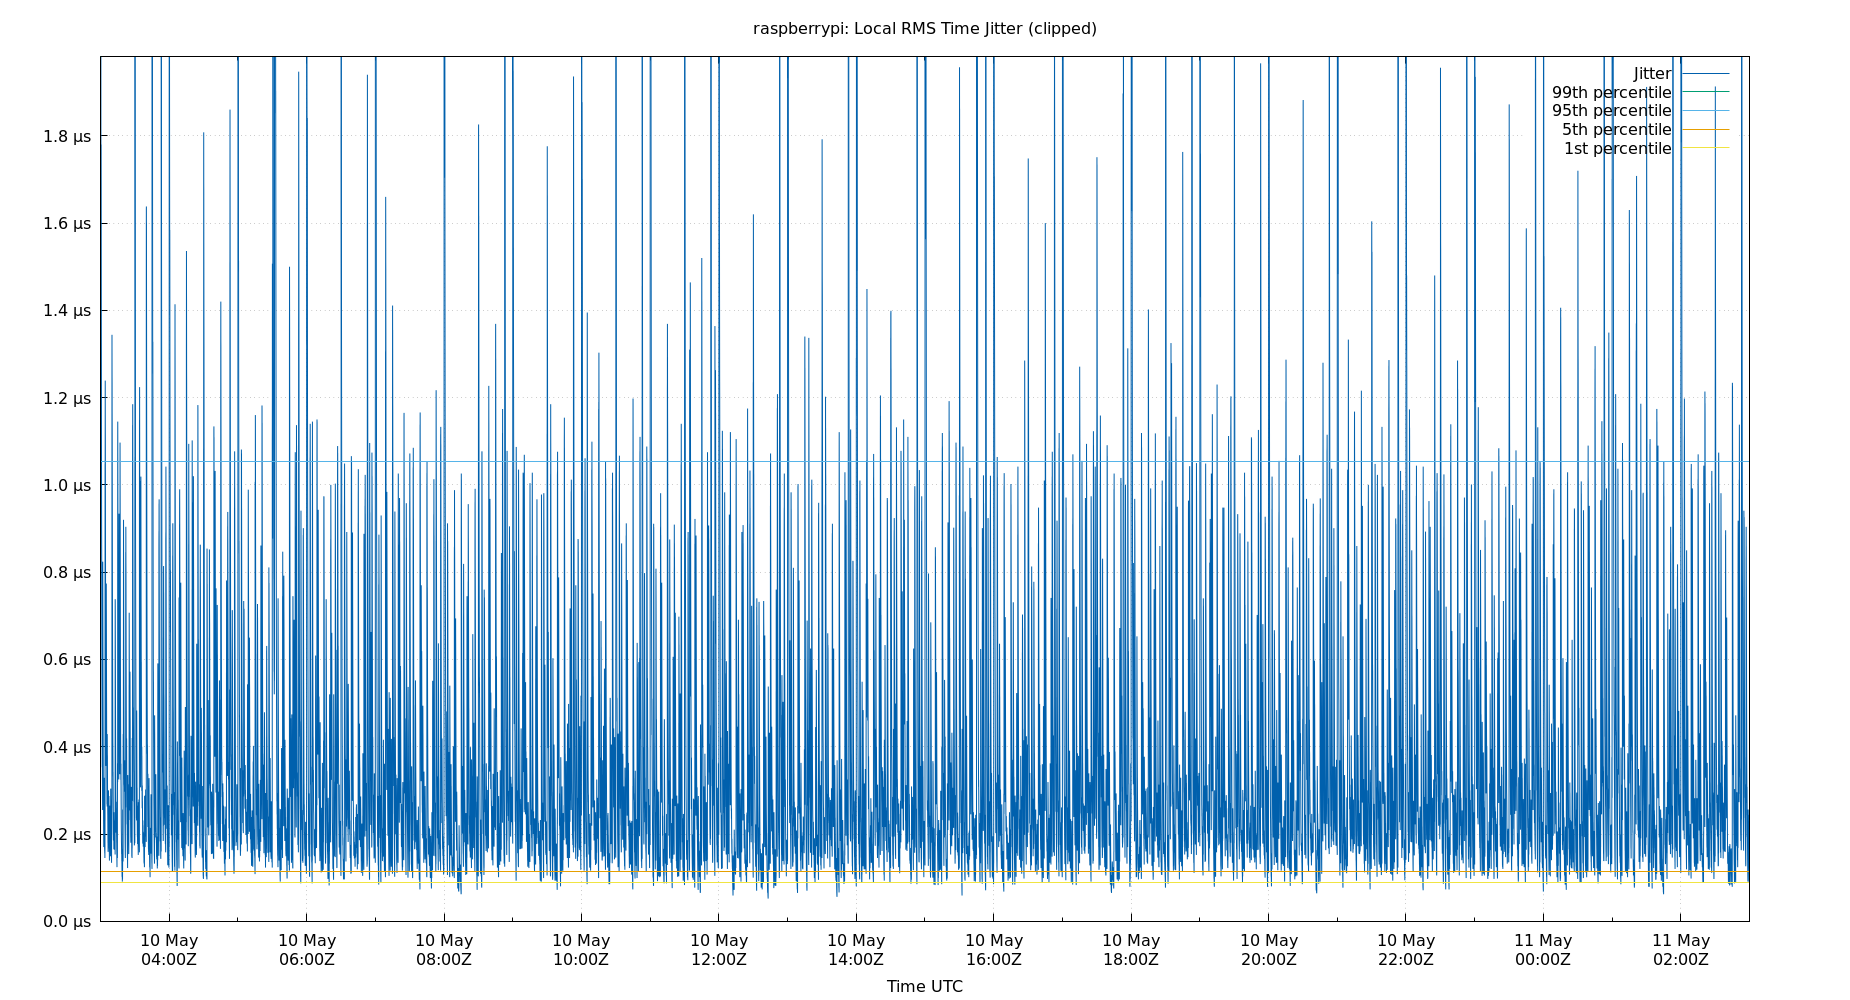 raspberrypi: Local RMS Time Jitter (clipped)
Jitter
99th percentile
95th percentile
5th percentile
1st percentile
1.8 µs
1.6 µs
1.4 µs
1.2 µs
1.0 µs
0.8 µs
0.6 µs
0.4 µs
0.2 µs
0.0 µs
10 May 10 May 10 May 10 May 10 May 10 May 10 May 10 May 10 May 10 May 11 May 11 May
04:00Z 06:00Z 08:00Z 10:00Z 12:00Z 14:00Z 16:00Z 18:00Z 20:00Z 22:00Z 00:00Z 02:00Z
Time UTC